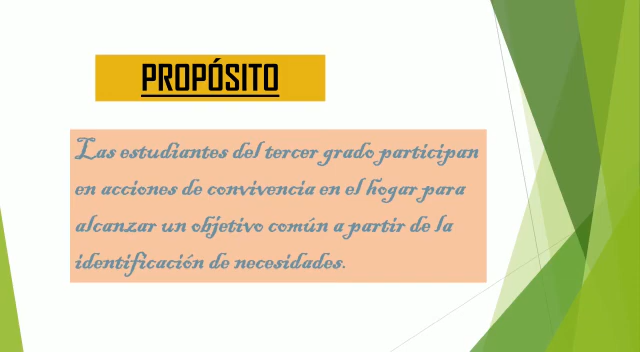 PROPÓSITO
Las estudiantes del tercer grado participan
en acciones de convivencia en el hogar para
alcanzar un objetivo común a partir de la
identificación de necesidades.